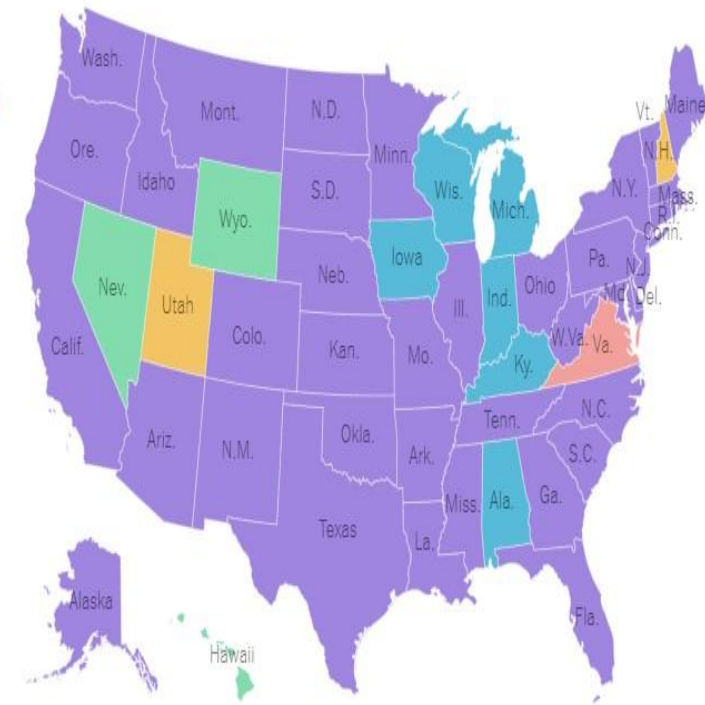 Wash.
Maine
Vt.
Mont.
N.D.
Ore.
Minn.
N.H.
Idaho
S.D.
Wis.
Mich.
N.Y.
Mass.
R.I.
Conn.
Wyo.
Iowa
Pa.
N.J.
Neb.
Nev.
Utah
Ill.
Ind.
Ohio
Md.
Del.
Colo.
Kan.
Mo.
Ky.
W.Va.
Va.
Calif.
Tenn.
N.C.
Ariz.
N.M.
Okla.
Ark.
S.C.
Miss.
Ala.
Ga.
Texas
La.
Alaska
Fla.
Hawaii